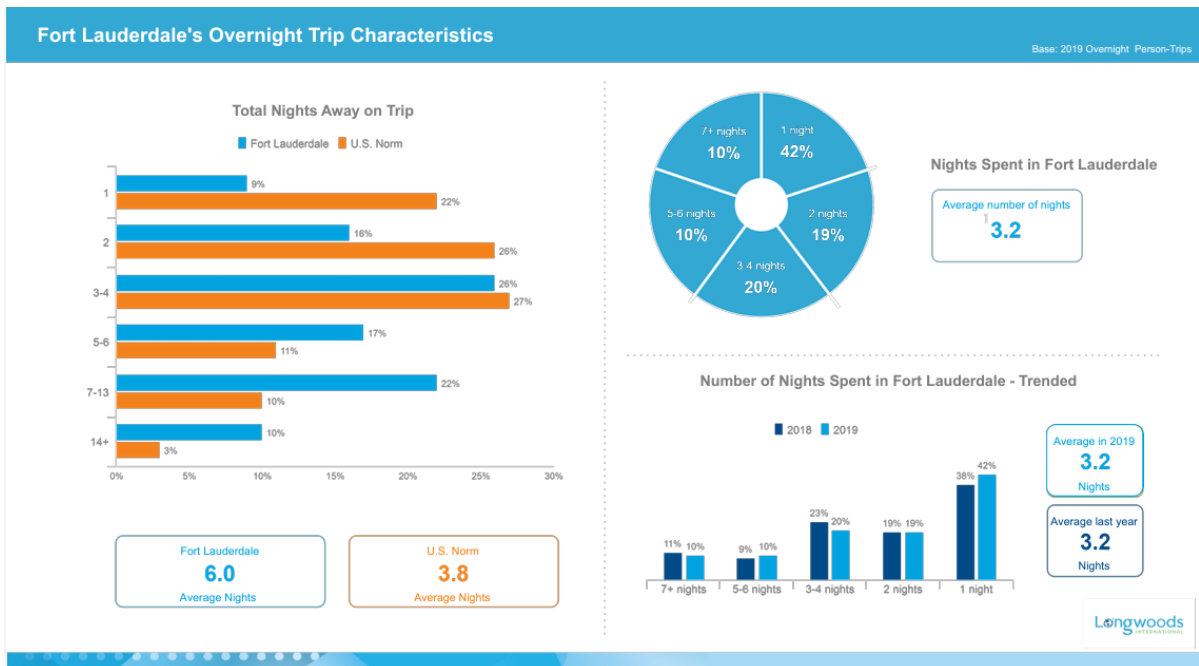 Fort Lauderdale's Overnight Trip Characteristics
Base: 2019 Overnight Person-Trips
Total Nights Away on Trip
Fort Lauderdale U.S. Norm
1
9%
22%
2
16%
26%
3-4
26%
27%
5-6
17%
11%
7-13
22%
10%
14+
10%
3%
0% 5% 10% 15% 20% 25% 30%
Fort Lauderdale
6.0
Average Nights
U.S. Norm
3.8
Average Nights
7+ nights
10%
1 night
42%
5-6 nights
10%
2 nights
19%
3-4 nights
20%
Nights Spent in Fort Lauderdale
Average number of nights
1
3.2
Number of Nights Spent in Fort Lauderdale - Trended
2018 2019
11% 10%
9% 10%
23% 20%
19% 19%
38% 42%
7+ nights 5-6 nights 3-4 nights 2 nights 1 night
Average in 2019
3.2
Nights
Average last year
3.2
Nights
Longwoods
INTERNATIONAL